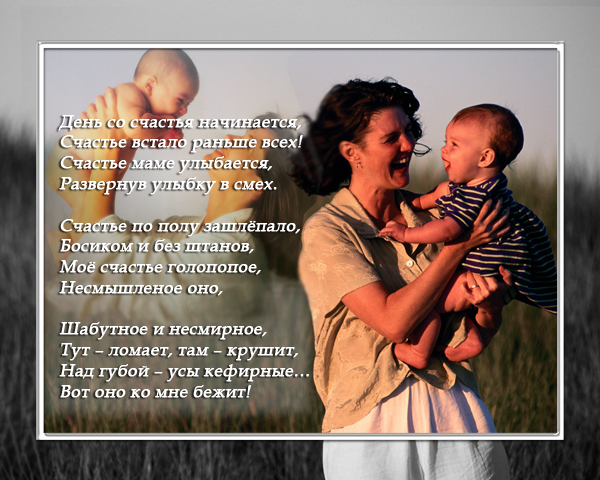 День со счастья начинается,
Счастье встало раньше всех!
Счастье маме улыбается,
Развернув улыбку в смех.
Счастье по полу зашлёпало,
Босиком и без штанов,
Моё счастье голопопое,
Несмышленое оно,
Шабутное и несмирное,
Тут – ломает, там – крушит,
Над губой – усы кефирные...
Вот оно ко мне бежит!